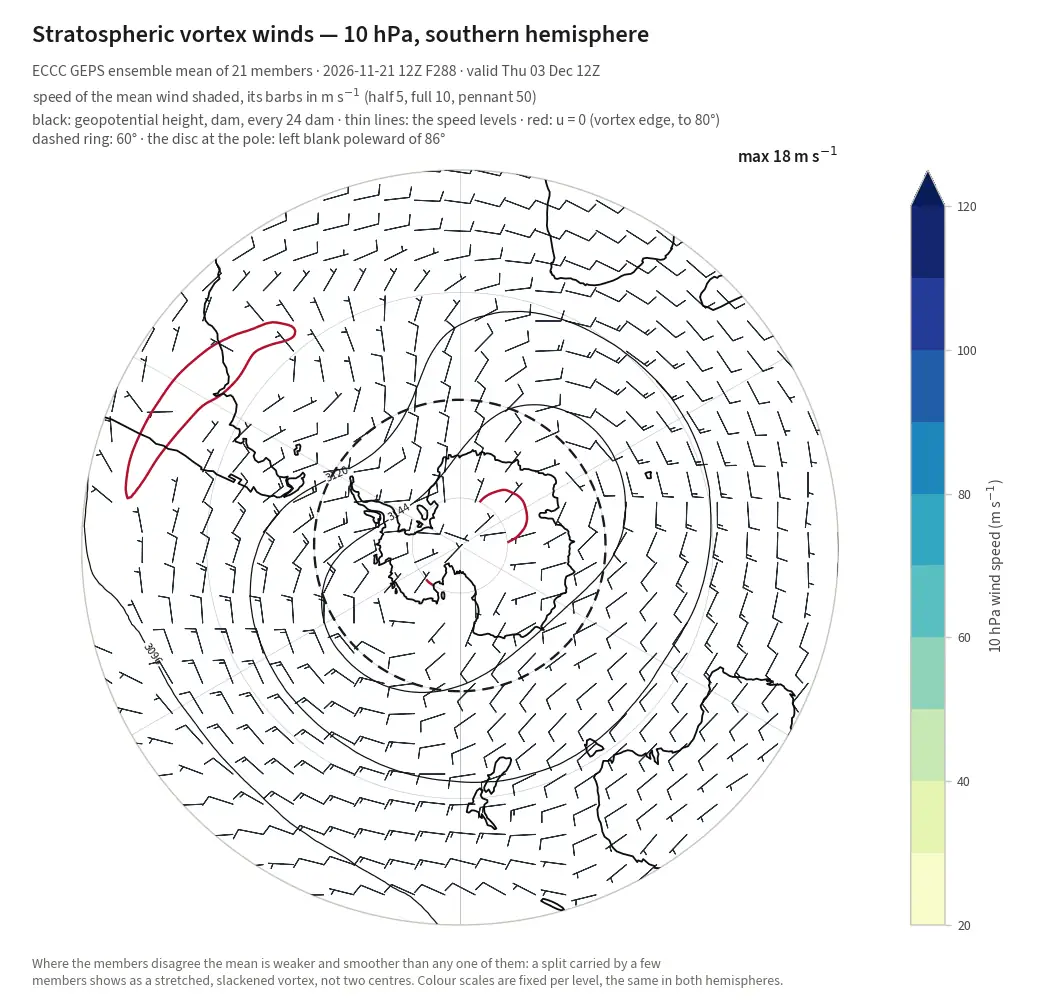 Stratospheric vortex winds — 10 hPa, southern hemisphere
ECCC GEPS ensemble mean of 21 members · 2026-11-21 12Z F288 · valid Thu 03 Dec 12Z
speed of the mean wind shaded, its barbs in m s⁻¹ (half 5, full 10, pennant 50)
black: geopotential height, dam, every 24 dam · thin lines: the speed levels · red: u = 0 (vortex edge, to 80°)
dashed ring: 60° · the disc at the pole: left blank poleward of 86°
max 18 m s⁻¹
120
100
80
60
40
20
10 hPa wind speed (m s⁻¹)
3120
3144
3096
Where the members disagree the mean is weaker and smoother than any one of them: a split carried by a few
members shows as a stretched, slackened vortex, not two centres. Colour scales are fixed per level, the same in both hemispheres.